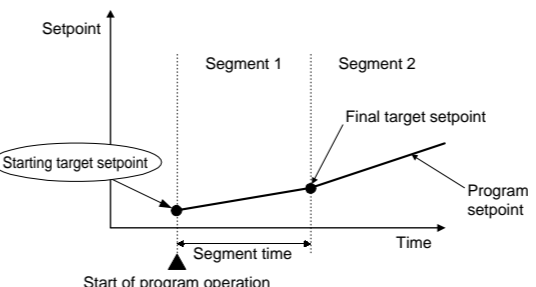 Setpoint
Segment 1
Segment 2
Final target setpoint
Starting target setpoint
Program
setpoint
Segment time
Time
Start of program operation